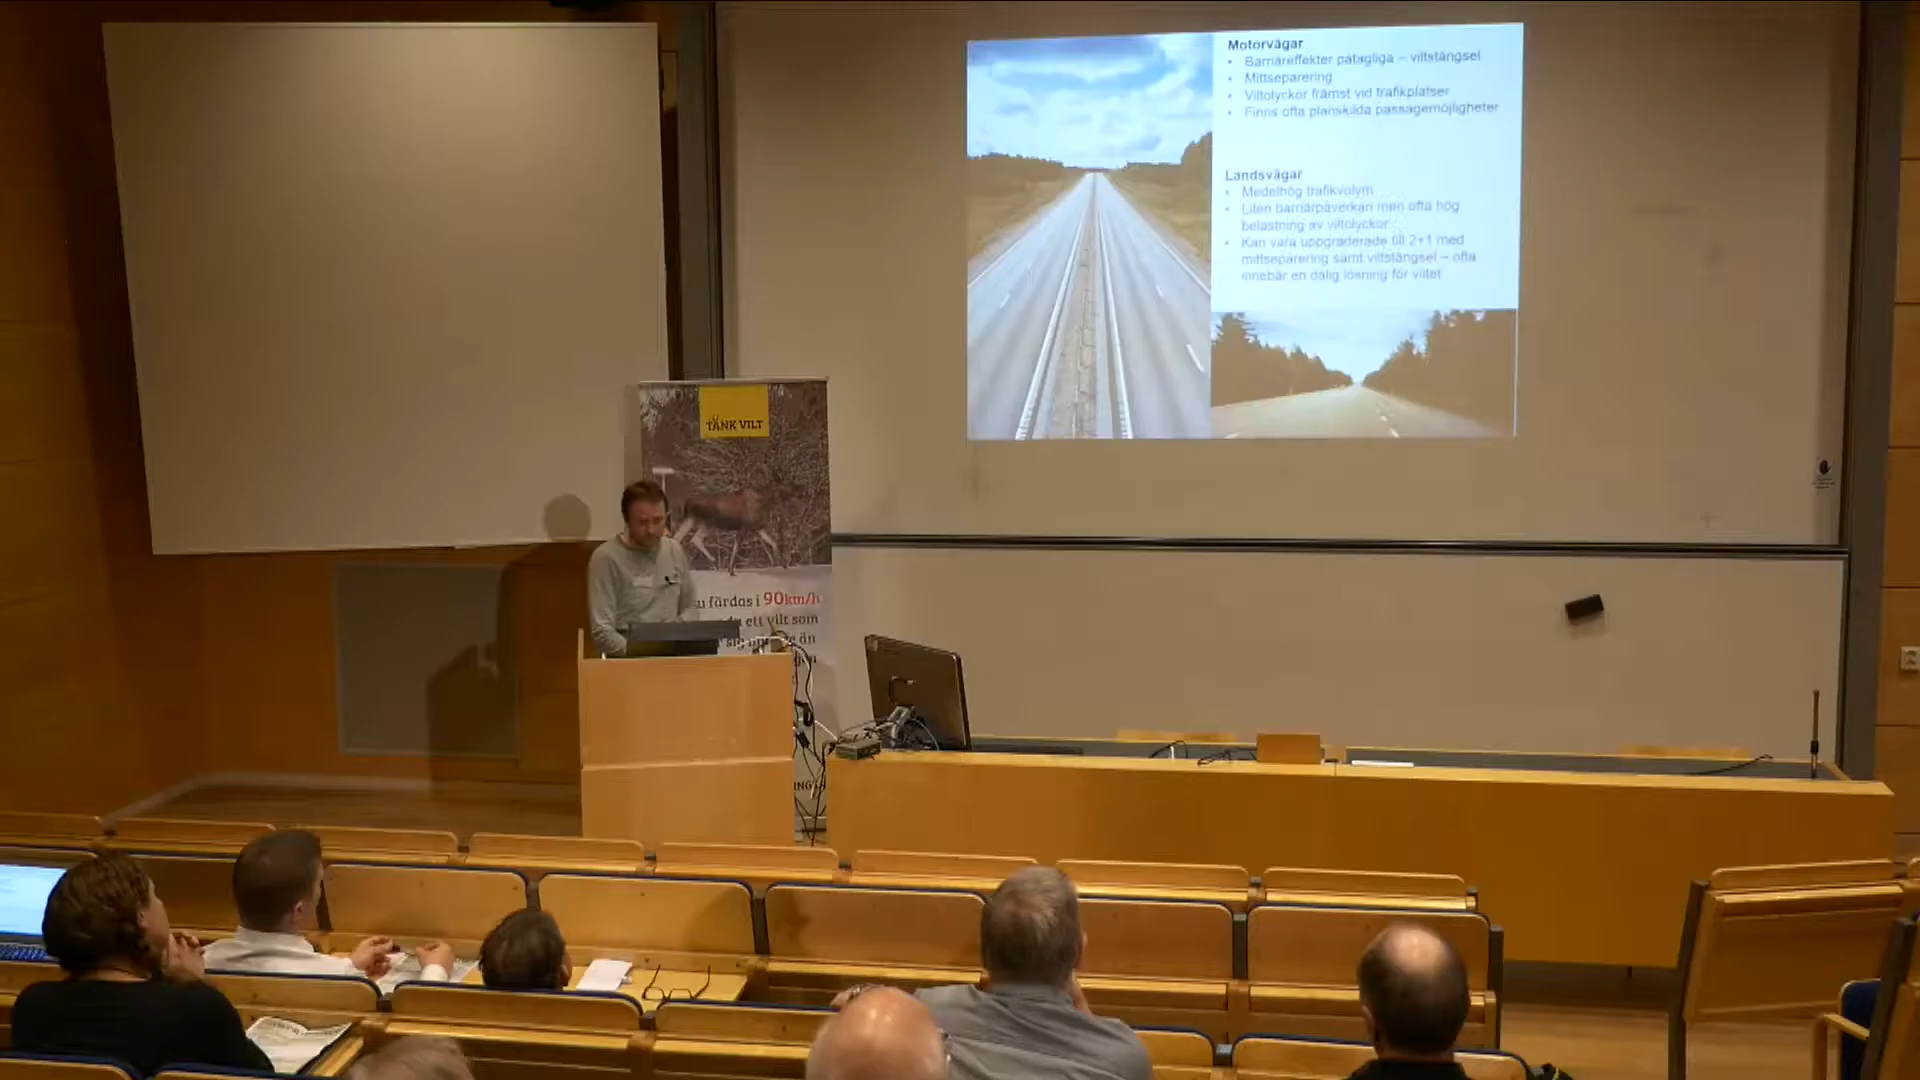 Motorvägar
• Barriäreffekter påtagliga – viltstängsel
• Mittseparering
• Viltolyckor främst vid trafikplatser
• Finns ofta planskilda passagemöjligheter
Landsvägar
• Medelhög trafikvolym
• Liten barriärpåverkan men ofta hög
belastning av viltolyckor
• Kan vara uppgraderade till 2+1 med
mittseparering samt viltstängsel – ofta
innebär en dålig lösning för viltet
TÄNK VILT
u färdas i 90km/h
ett vilt som
än